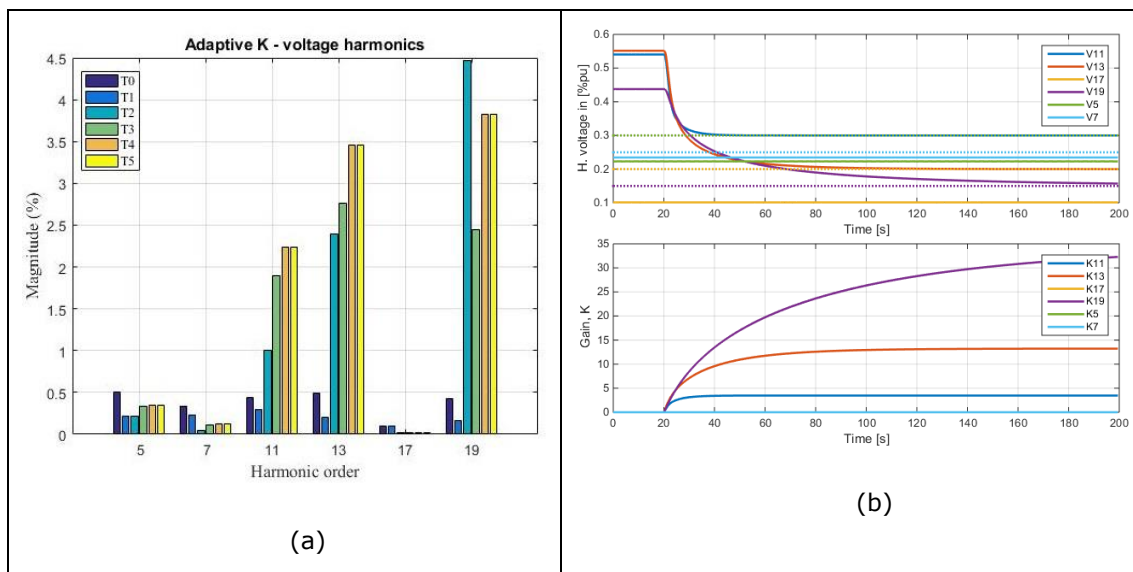 Adaptive K - voltage harmonics
4.5
4
3.5
3
2.5
2
1.5
1
0.5
0
Magnitude (%)
T0
T1
T2
T3
T4
T5
5 7 11 13 17 19
Harmonic order
(a)
0.6
0.5
0.4
0.3
0.2
0.1
H. voltage in [%pu]
V11
V13
V17
V19
V5
V7
0 20 40 60 80 100 120 140 160 180 200
Time [s]
35
30
25
20
15
10
5
0
Gain, K
K11
K13
K17
K19
K5
K7
0 20 40 60 80 100 120 140 160 180 200
Time [s]
(b)